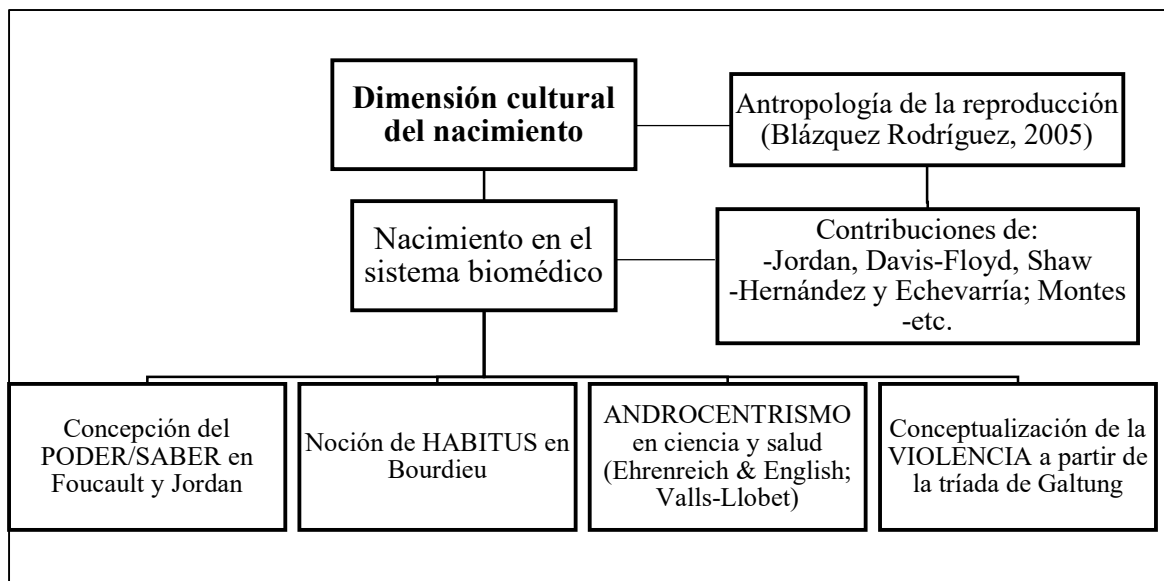 Dimensión cultural
del nacimiento
Antropología de la reproducción
(Blázquez Rodríguez, 2005)
Nacimiento en el
sistema biomédico
Contribuciones de:
-Jordan, Davis-Floyd, Shaw
-Hernández y Echevarría; Montes
-etc.
Concepción del
PODER/SABER en
Foucault y Jordan
Noción de HABITUS en
Bourdieu
ANDROCENTRISMO
en ciencia y salud
(Ehrenreich & English;
Valls-Llobet)
Conceptualización de la
VIOLENCIA a partir de
la tríada de Galtung